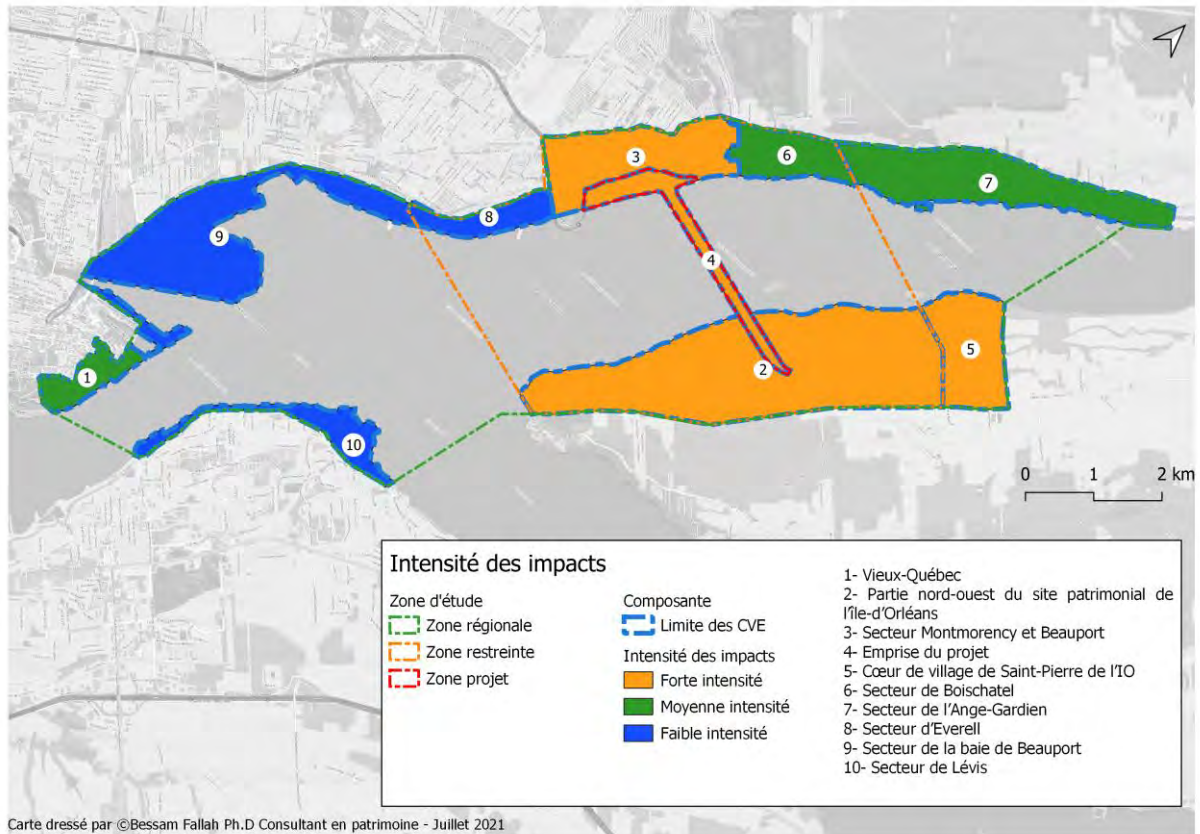 3
6
7
8
9
4
5
1
2
10
0 1 2 km
Intensité des impacts
Zone d'étude
Zone régionale
Zone restreinte
Zone projet
Composante
Limite des CVE
Intensité des impacts
Forte intensité
Moyenne intensité
Faible intensité
1- Vieux-Québec
2- Partie nord-ouest du site patrimonial de
l'île-d'Orléans
3- Secteur Montmorency et Beauport
4- Emprise du projet
5- Cœur de village de Saint-Pierre de l'IO
6- Secteur de Boischatel
7- Secteur de l'Ange-Gardien
8- Secteur d'Everell
9- Secteur de la baie de Beauport
10- Secteur de Lévis
Carte dressé par ©Bessam Fallah Ph.D Consultant en patrimoine - Juillet 2021